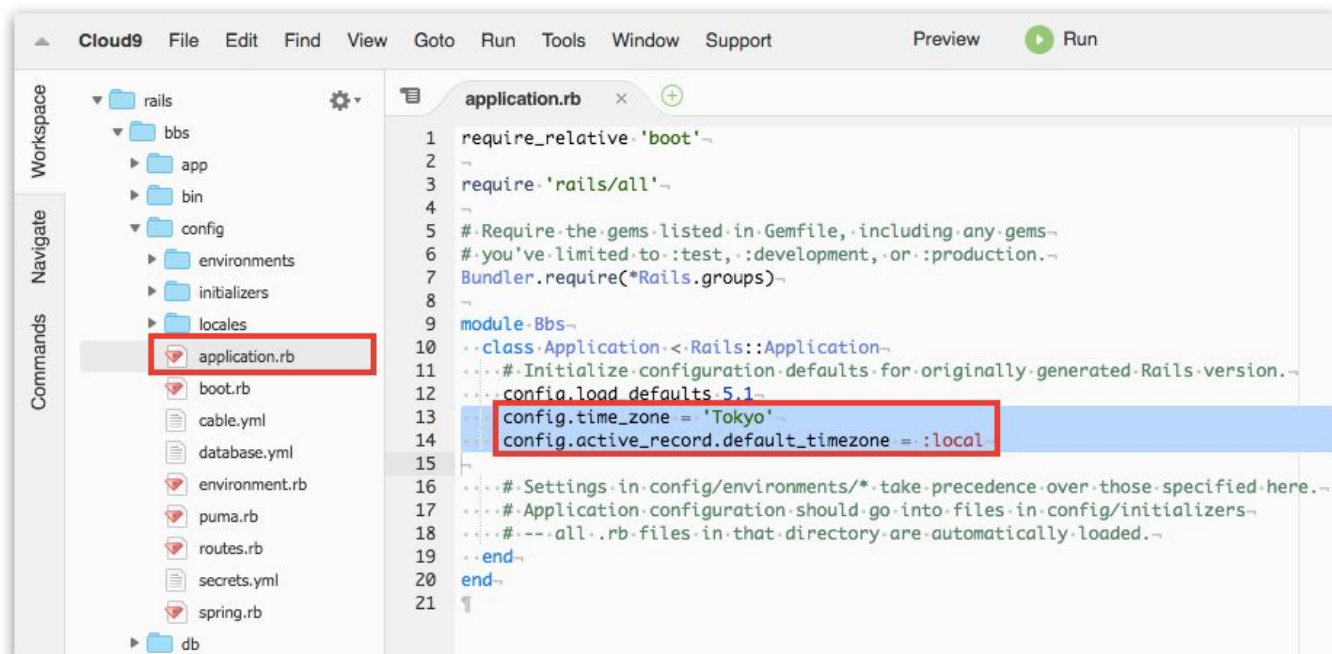 Cloud9 File Edit Find View Goto Run Tools Window Support Preview Run
Workspace
Navigate
Commands
rails
bbs
app
bin
config
environments
initializers
locales
application.rb
boot.rb
cable.yml
database.yml
environment.rb
puma.rb
routes.rb
secrets.yml
spring.rb
db
application.rb
1 require_relative 'boot'
2
3 require 'rails/all'
4
5 # Require the gems listed in Gemfile, including any gems
6 # you've limited to :test, :development, or :production.
7 Bundler.require(*Rails.groups)
8
9 module Bbs
10 class Application < Rails::Application
11 # Initialize configuration defaults for originally generated Rails version.
12 config.load_defaults 5.1
13 config.time_zone = 'Tokyo'
14 config.active_record.default_timezone = :local
15
16 # Settings in config/environments/* take precedence over those specified here.
17 # Application configuration should go into files in config/initializers
18 # -- all .rb files in that directory are automatically loaded.
19 end
20 end
21